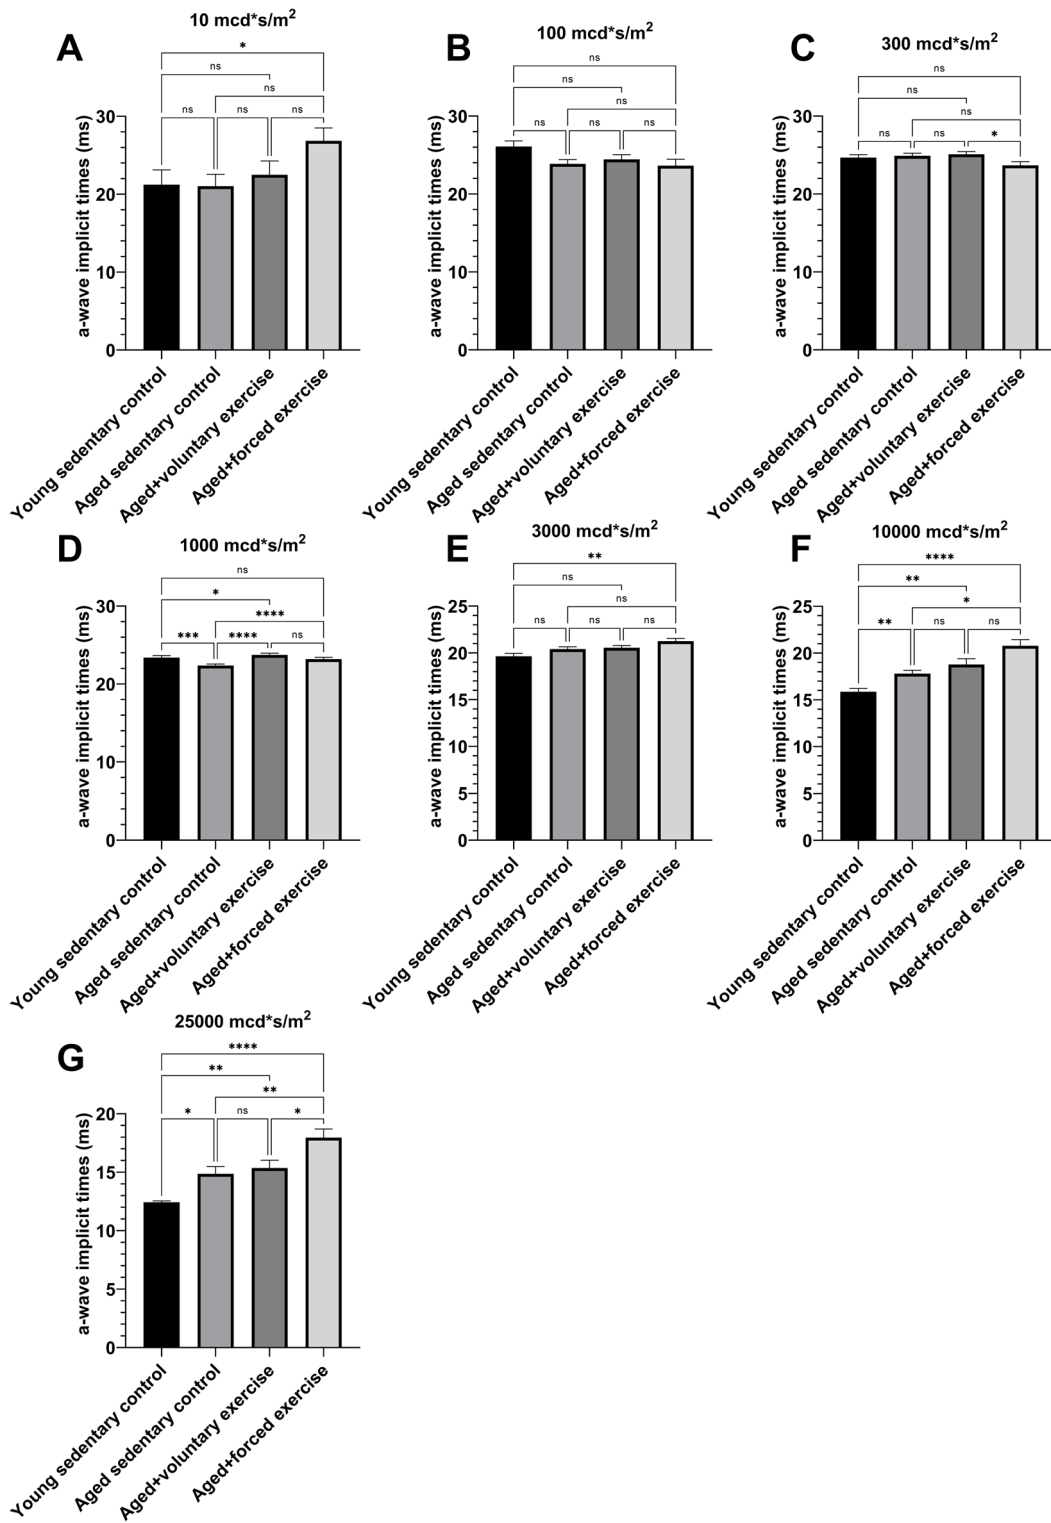 A
10 mcd*s/m²
*
ns
ns
ns ns ns
a-wave implicit times (ms)
30
20
10
0
Young sedentary control
Aged sedentary control
Aged+voluntary exercise
Aged+forced exercise
B
100 mcd*s/m²
ns
ns
ns
ns ns ns
a-wave implicit times (ms)
30
20
10
0
Young sedentary control
Aged sedentary control
Aged+voluntary exercise
Aged+forced exercise
C
300 mcd*s/m²
ns
ns
ns
ns ns *
a-wave implicit times (ms)
30
20
10
0
Young sedentary control
Aged sedentary control
Aged+voluntary exercise
Aged+forced exercise
D
1000 mcd*s/m²
ns
*
****
*** **** ns
a-wave implicit times (ms)
30
20
10
0
Young sedentary control
Aged sedentary control
Aged+voluntary exercise
Aged+forced exercise
E
3000 mcd*s/m²
**
ns
ns
ns ns ns
a-wave implicit times (ms)
25
20
15
10
5
0
Young sedentary control
Aged sedentary control
Aged+voluntary exercise
Aged+forced exercise
F
10000 mcd*s/m²
****
**
*
** ns ns
a-wave implicit times (ms)
25
20
15
10
5
0
Young sedentary control
Aged sedentary control
Aged+voluntary exercise
Aged+forced exercise
G
25000 mcd*s/m²
****
**
**
* ns *
a-wave implicit times (ms)
20
15
10
5
0
Young sedentary control
Aged sedentary control
Aged+voluntary exercise
Aged+forced exercise